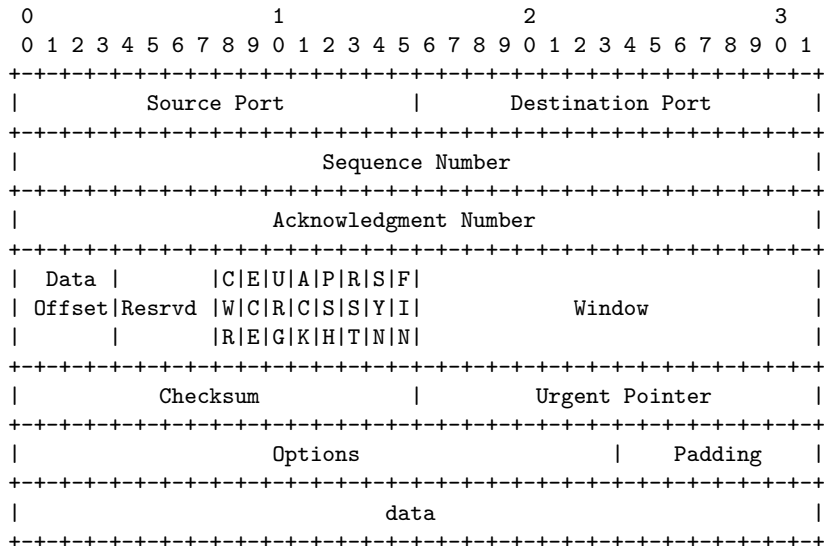 0                   1                   2                   3
 0 1 2 3 4 5 6 7 8 9 0 1 2 3 4 5 6 7 8 9 0 1 2 3 4 5 6 7 8 9 0 1
+-+-+-+-+-+-+-+-+-+-+-+-+-+-+-+-+-+-+-+-+-+-+-+-+-+-+-+-+-+-+-+-+
|          Source Port          |       Destination Port        |
+-+-+-+-+-+-+-+-+-+-+-+-+-+-+-+-+-+-+-+-+-+-+-+-+-+-+-+-+-+-+-+-+
|                        Sequence Number                        |
+-+-+-+-+-+-+-+-+-+-+-+-+-+-+-+-+-+-+-+-+-+-+-+-+-+-+-+-+-+-+-+-+
|                    Acknowledgment Number                      |
+-+-+-+-+-+-+-+-+-+-+-+-+-+-+-+-+-+-+-+-+-+-+-+-+-+-+-+-+-+-+-+-+
|  Data |       |C|E|U|A|P|R|S|F|                               |
| Offset|Resrvd |W|C|R|C|S|S|Y|I|            Window             |
|       |       |R|E|G|K|H|T|N|N|                               |
+-+-+-+-+-+-+-+-+-+-+-+-+-+-+-+-+-+-+-+-+-+-+-+-+-+-+-+-+-+-+-+-+
|           Checksum            |         Urgent Pointer        |
+-+-+-+-+-+-+-+-+-+-+-+-+-+-+-+-+-+-+-+-+-+-+-+-+-+-+-+-+-+-+-+-+
|                    Options                    |    Padding    |
+-+-+-+-+-+-+-+-+-+-+-+-+-+-+-+-+-+-+-+-+-+-+-+-+-+-+-+-+-+-+-+-+
|                             data                              |
+-+-+-+-+-+-+-+-+-+-+-+-+-+-+-+-+-+-+-+-+-+-+-+-+-+-+-+-+-+-+-+-+